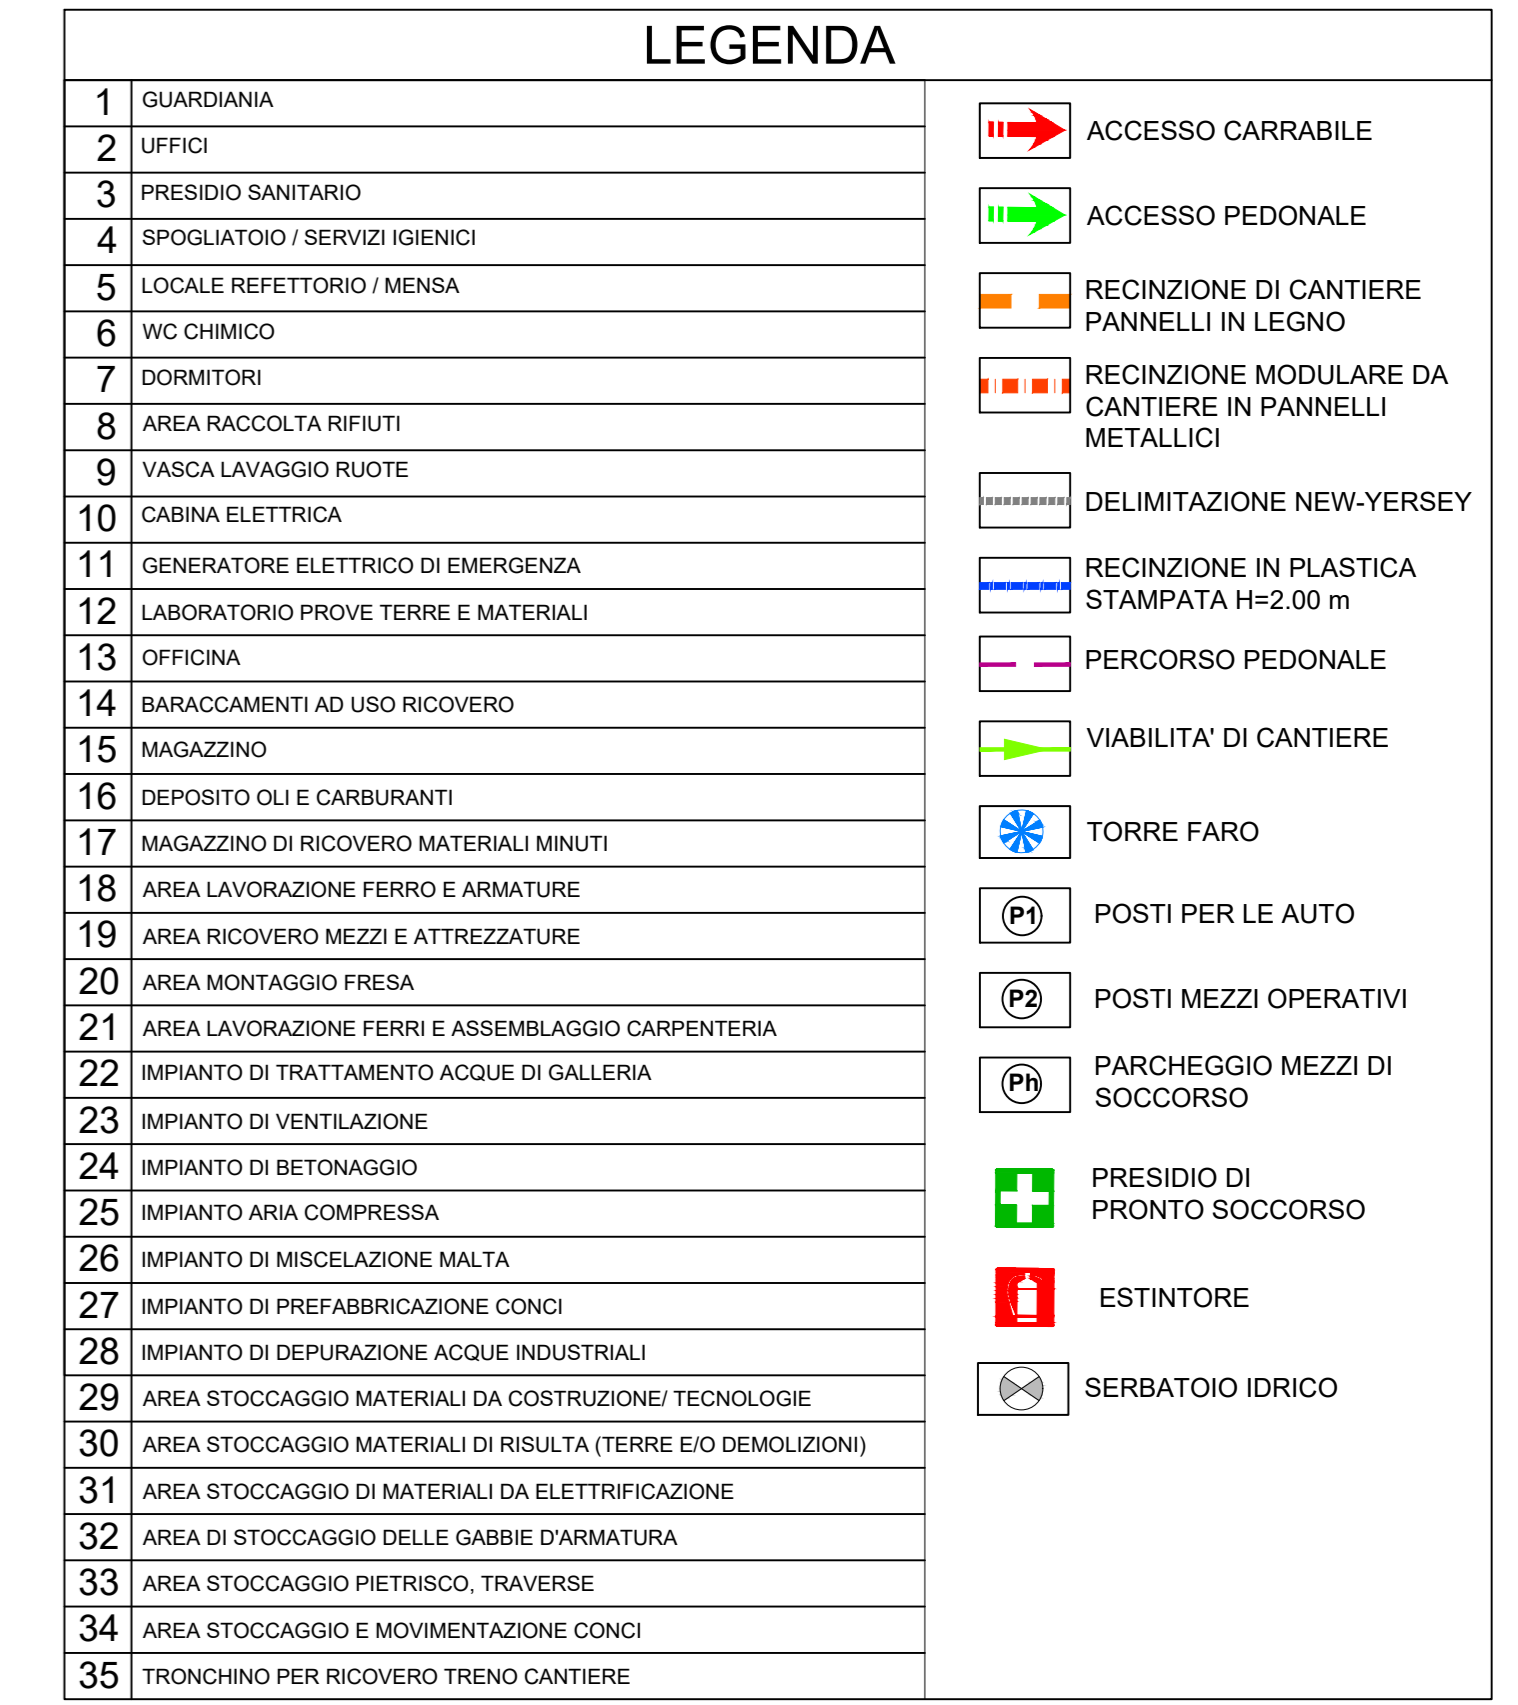 LEGENDA
1 GUARDIANIA
2 UFFICI
3 PRESIDIO SANITARIO
4 SPOGLIATOIO / SERVIZI IGIENICI
5 LOCALE REFETTORIO / MENSA
6 WC CHIMICO
7 DORMITORI
8 AREA RACCOLTA RIFIUTI
9 VASCA LAVAGGIO RUOTE
10 CABINA ELETTRICA
11 GENERATORE ELETTRICO DI EMERGENZA
12 LABORATORIO PROVE TERRE E MATERIALI
13 OFFICINA
14 BARACCAMENTI AD USO RICOVERO
15 MAGAZZINO
16 DEPOSITO OLI E CARBURANTI
17 MAGAZZINO DI RICOVERO MATERIALI MINUTI
18 AREA LAVORAZIONE FERRO E ARMATURE
19 AREA RICOVERO MEZZI E ATTREZZATURE
20 AREA MONTAGGIO FRESA
21 AREA LAVORAZIONE FERRI E ASSEMBLAGGIO CARPENTERIA
22 IMPIANTO DI TRATTAMENTO ACQUE DI GALLERIA
23 IMPIANTO DI VENTILAZIONE
24 IMPIANTO DI BETONAGGIO
25 IMPIANTO ARIA COMPRESSA
26 IMPIANTO DI MISCELAZIONE MALTA
27 IMPIANTO DI PREFABBRICAZIONE CONCI
28 IMPIANTO DI DEPURAZIONE ACQUE INDUSTRIALI
29 AREA STOCCAGGIO MATERIALI DA COSTRUZIONE/ TECNOLOGIE
30 AREA STOCCAGGIO MATERIALI DI RISULTA (TERRE E/O DEMOLIZIONI)
31 AREA STOCCAGGIO DI MATERIALI DA ELETTRIFICAZIONE
32 AREA DI STOCCAGGIO DELLE GABBIE D'ARMATURA
33 AREA STOCCAGGIO PIETRISCO, TRAVERSE
34 AREA STOCCAGGIO E MOVIMENTAZIONE CONCI
35 TRONCHINO PER RICOVERO TRENO CANTIERE
ACCESSO CARRABILE
ACCESSO PEDONALE
RECINZIONE DI CANTIERE
PANNELLI IN LEGNO
RECINZIONE MODULARE DA
CANTIERE IN PANNELLI
METALLICI
DELIMITAZIONE NEW-YERSEY
RECINZIONE IN PLASTICA
STAMPATA H=2.00 m
PERCORSO PEDONALE
VIABILITA' DI CANTIERE
TORRE FARO
P1 POSTI PER LE AUTO
P2 POSTI MEZZI OPERATIVI
Ph PARCHEGGIO MEZZI DI
SOCCORSO
PRESIDIO DI
PRONTO SOCCORSO
ESTINTORE
SERBATOIO IDRICO